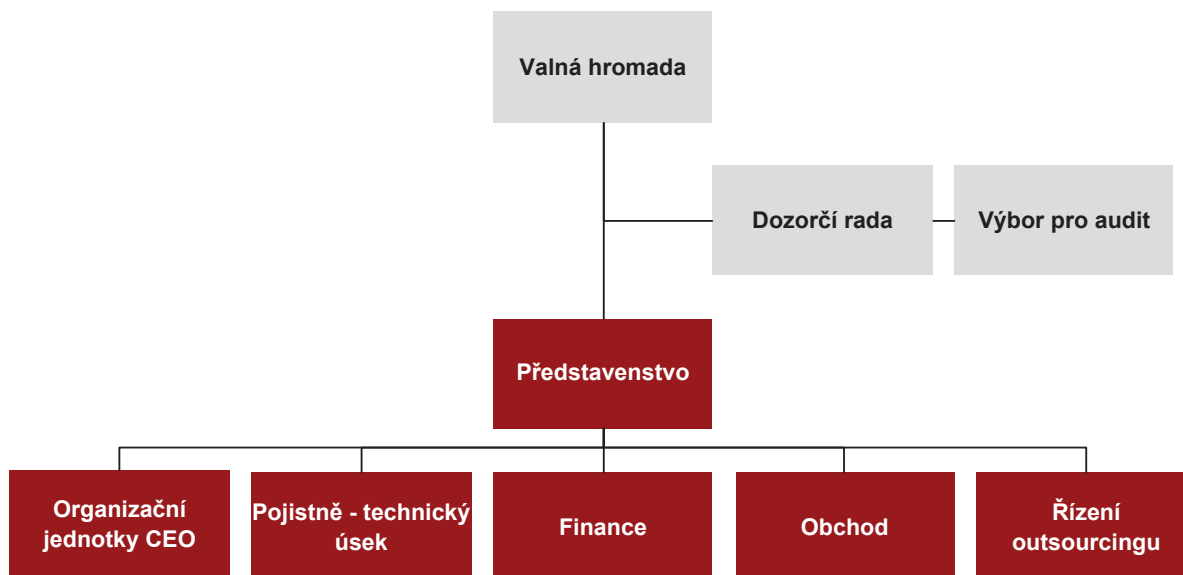 Valná hromada
Dozorčí rada
Výbor pro audit
Představenstvo
Organizační
jednotky CEO
Pojistně - technický
úsek
Finance
Obchod
Řízení
outsourcingu